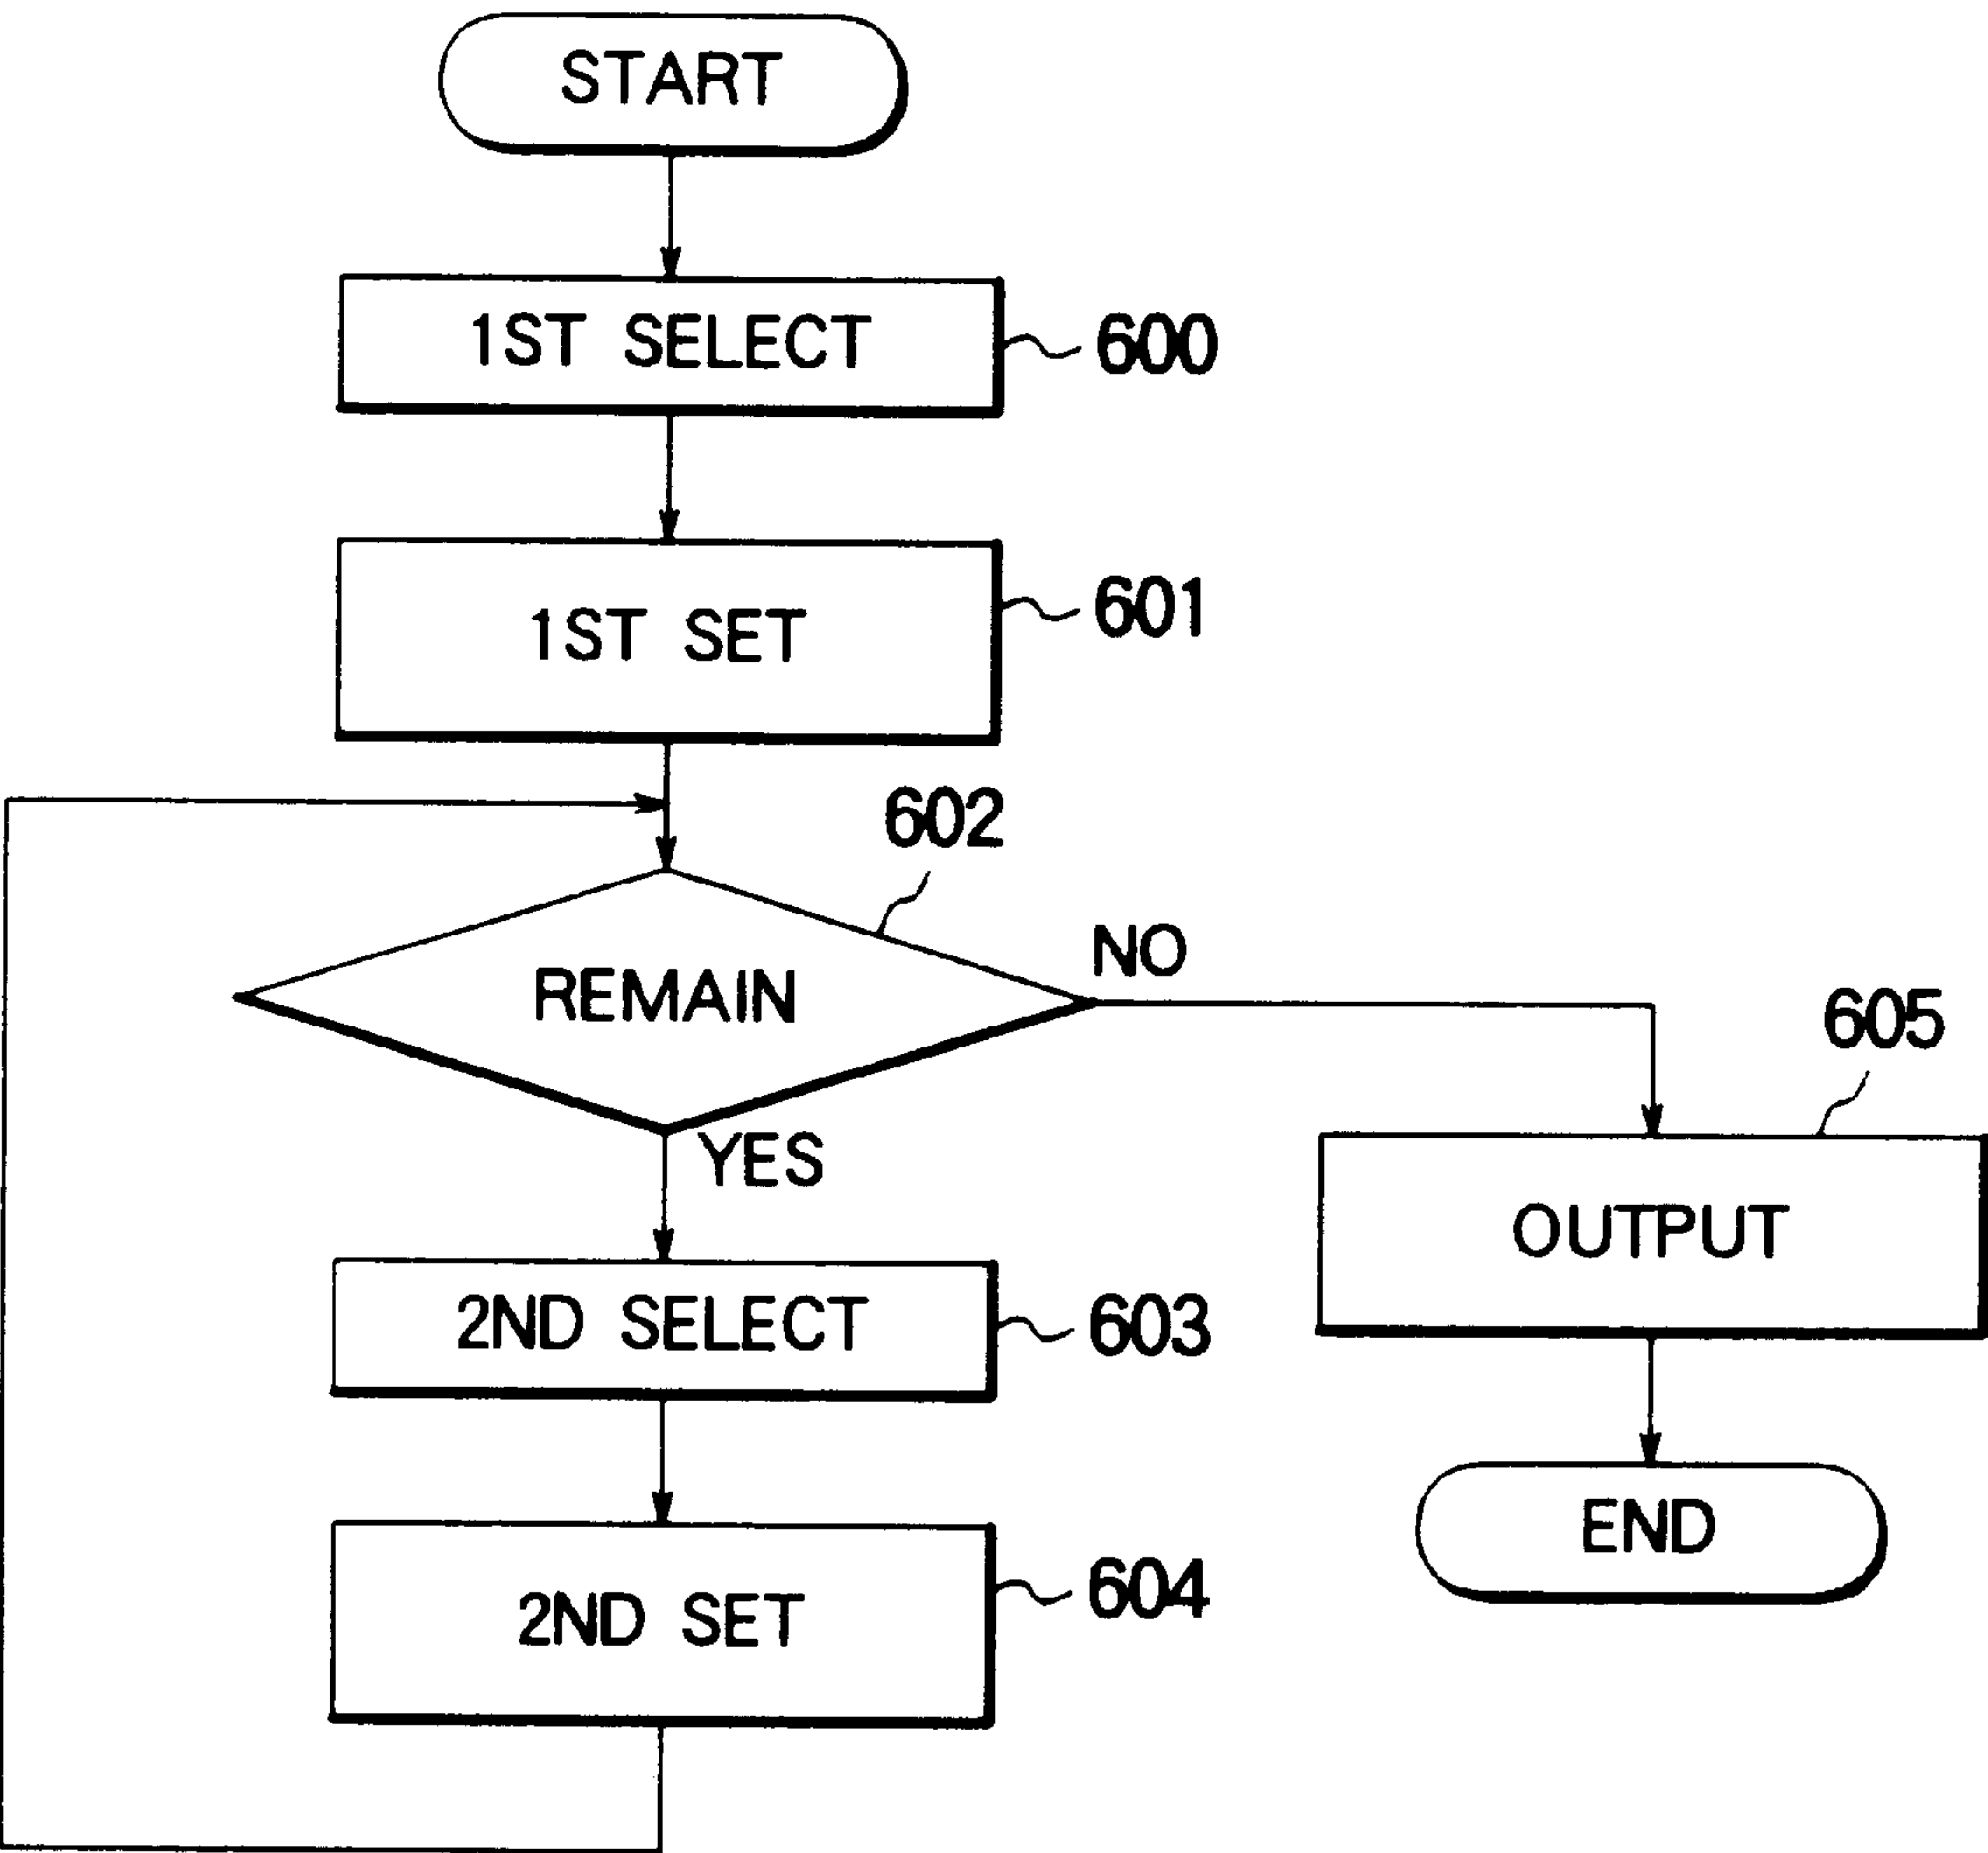 START
1ST SELECT
600
1ST SET
601
602
REMAIN
NO
YES
605
OUTPUT
2ND SELECT
603
END
2ND SET
604